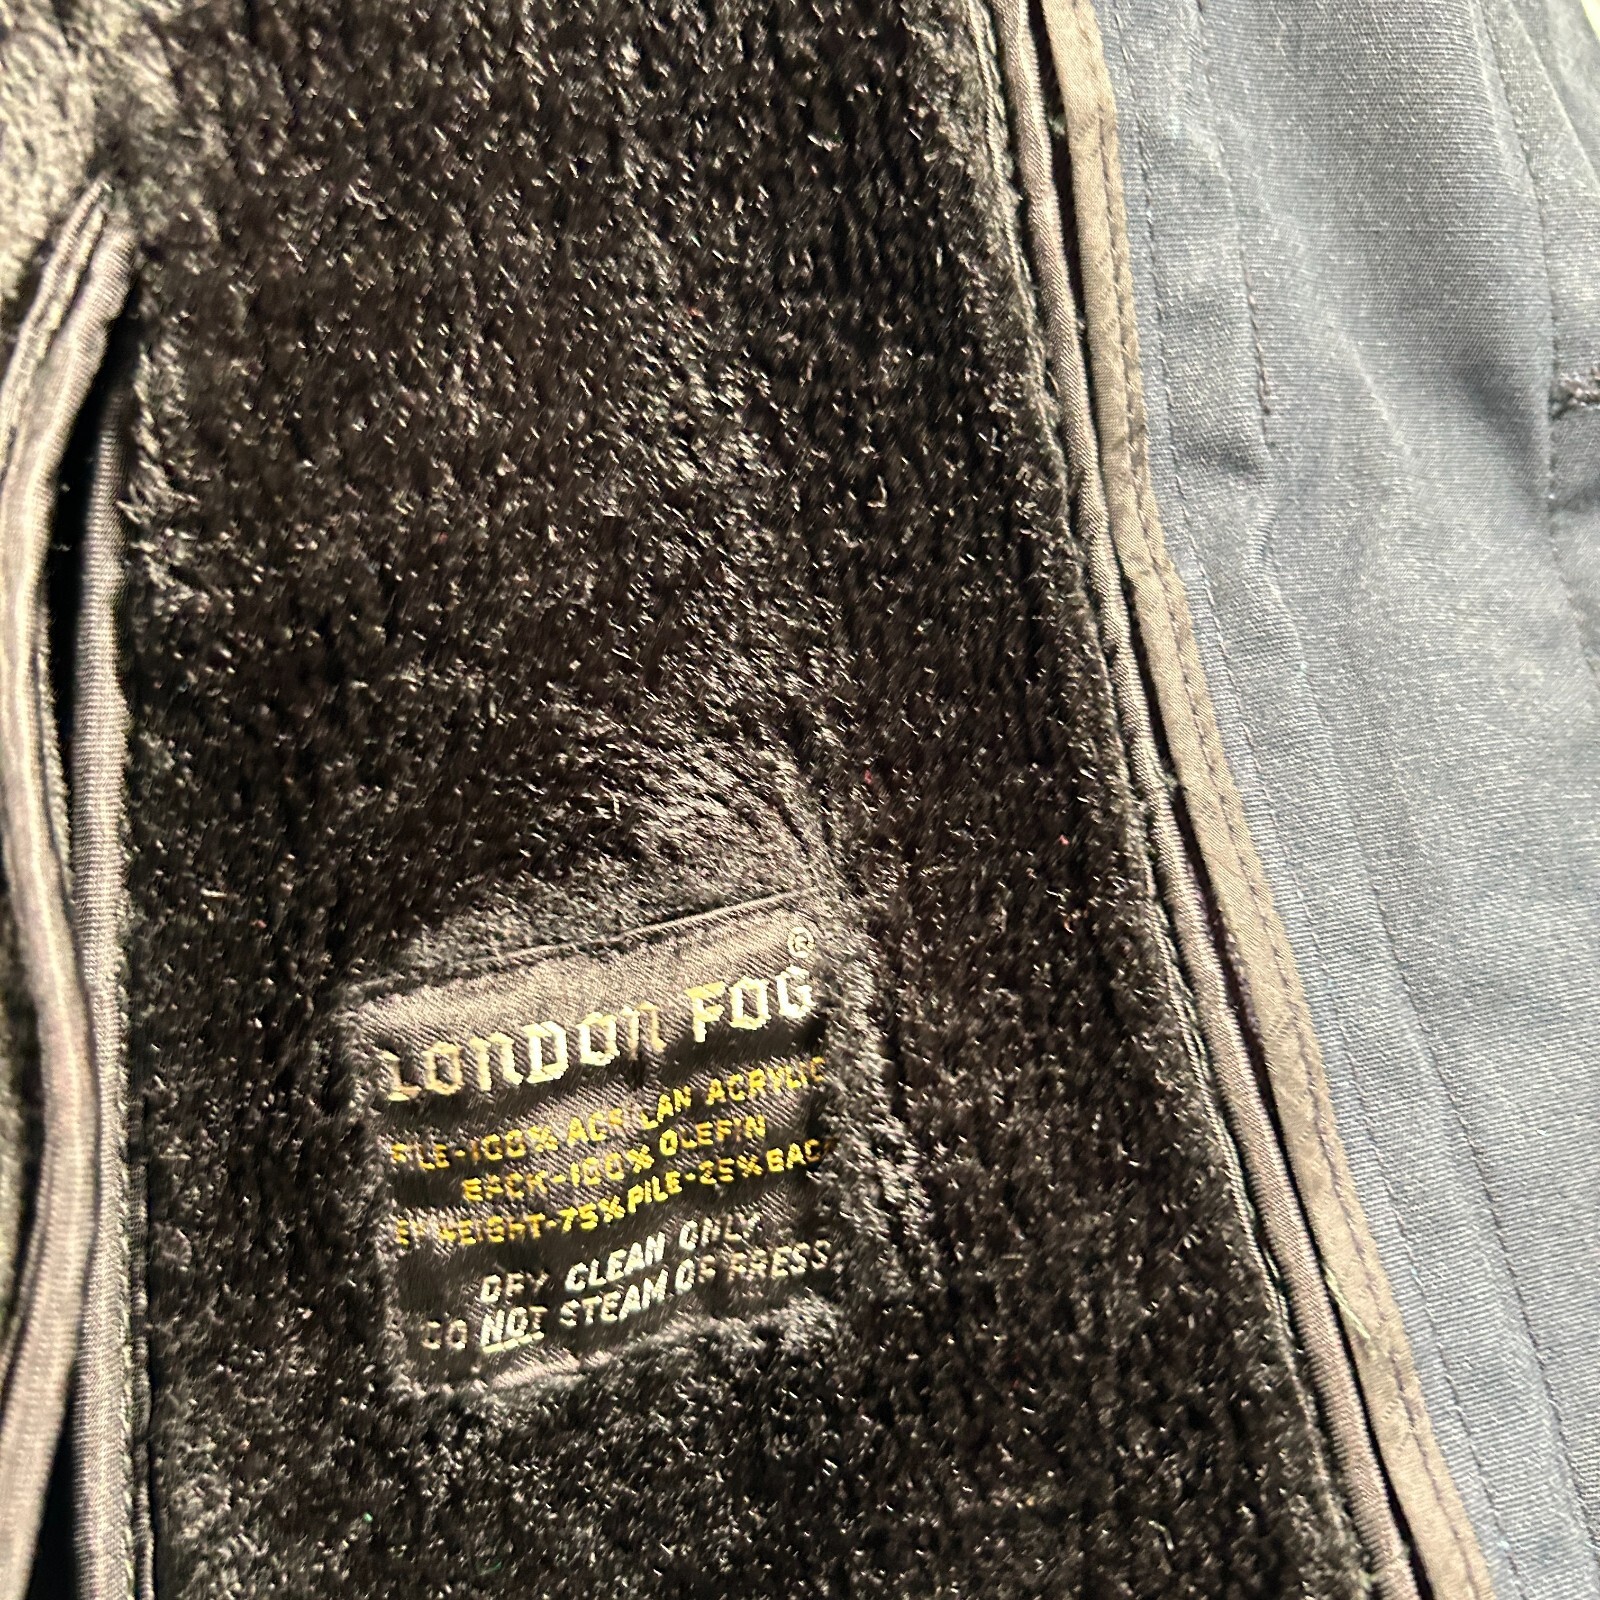 LONDON FOG®
PILE-100% ACRILAN ACRYLIC
BACK-100% OLEFIN
BY WEIGHT-75% PILE-25% BACK
DRY CLEAN ONLY
DO NOT STEAM OR PRESS